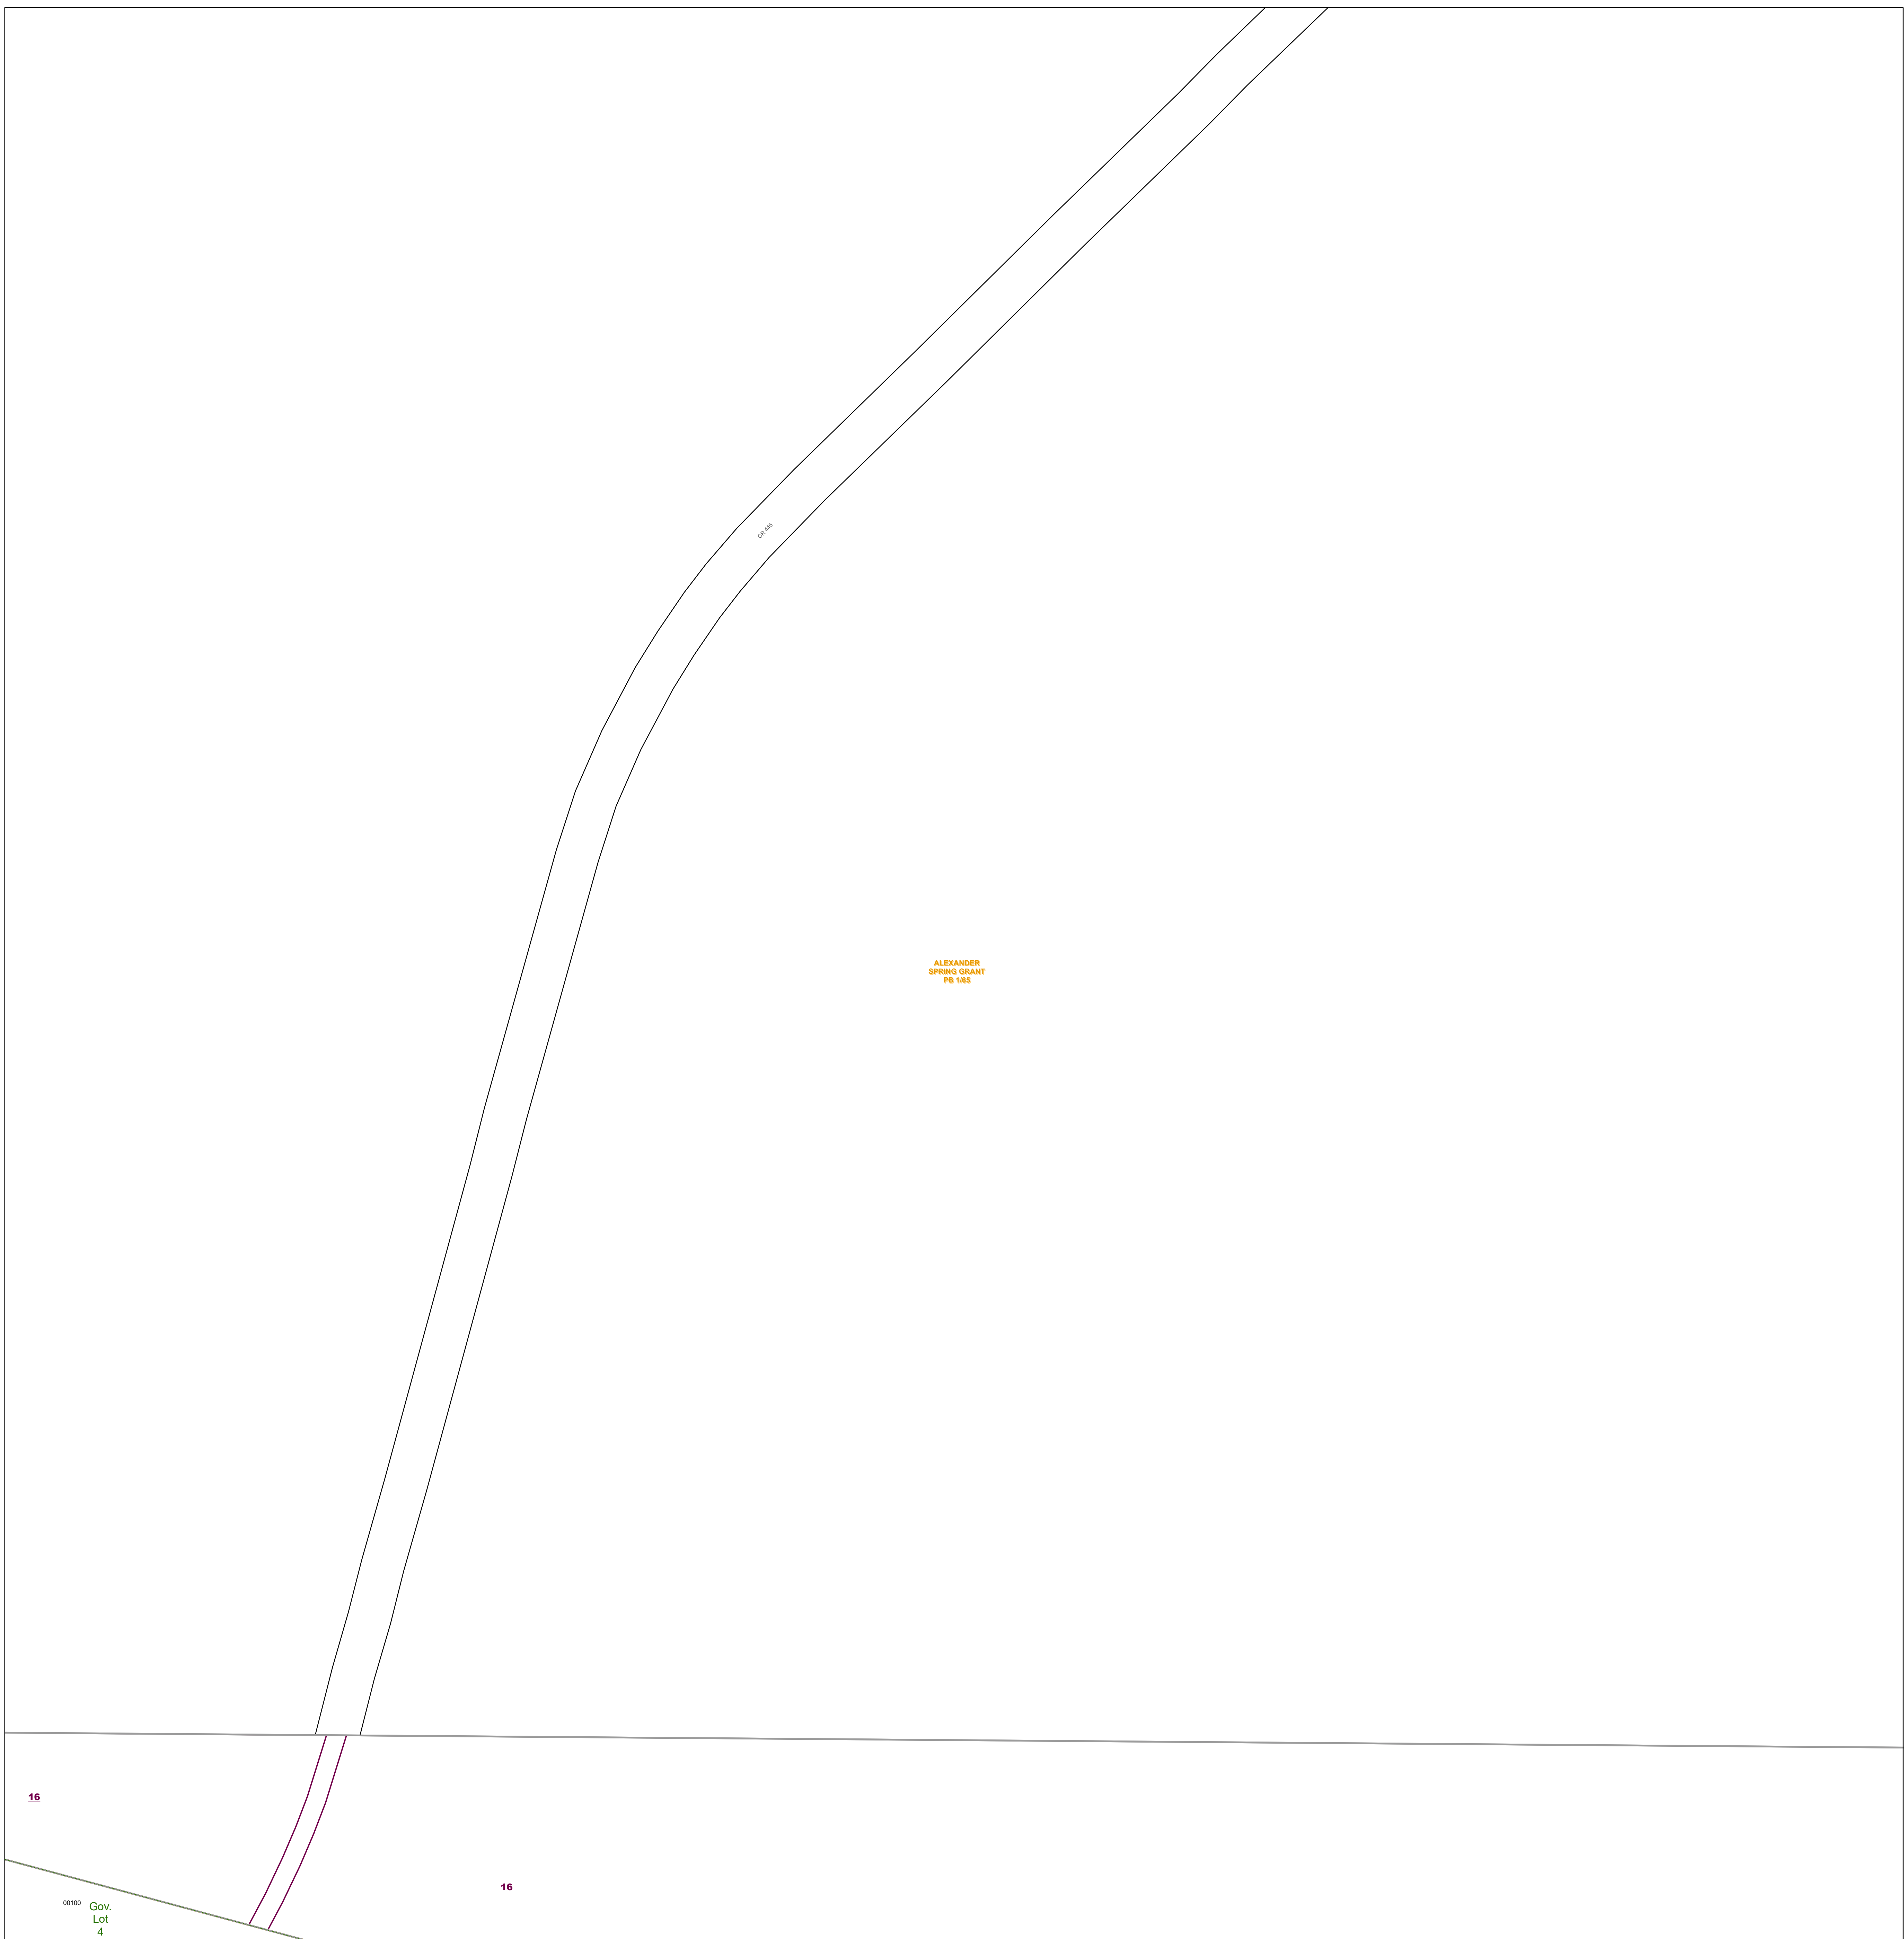 CR 445
ALEXANDER
SPRING GRANT
PB 1/65
16
16
00100
Gov.
Lot
4